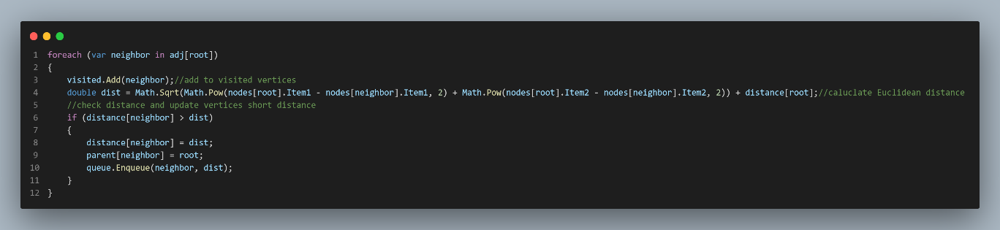 1 foreach (var neighbor in adj[root])
2 {
3     visited.Add(neighbor);//add to visited vertices
4     double dist = Math.Sqrt(Math.Pow(nodes[root].Item1 - nodes[neighbor].Item1, 2) + Math.Pow(nodes[root].Item2 - nodes[neighbor].Item2, 2)) + distance[root];//caluclate Euclidean distance
5     //check distance and update vertices short distance
6     if (distance[neighbor] > dist)
7     {
8         distance[neighbor] = dist;
9         parent[neighbor] = root;
10         queue.Enqueue(neighbor, dist);
11     }
12 }